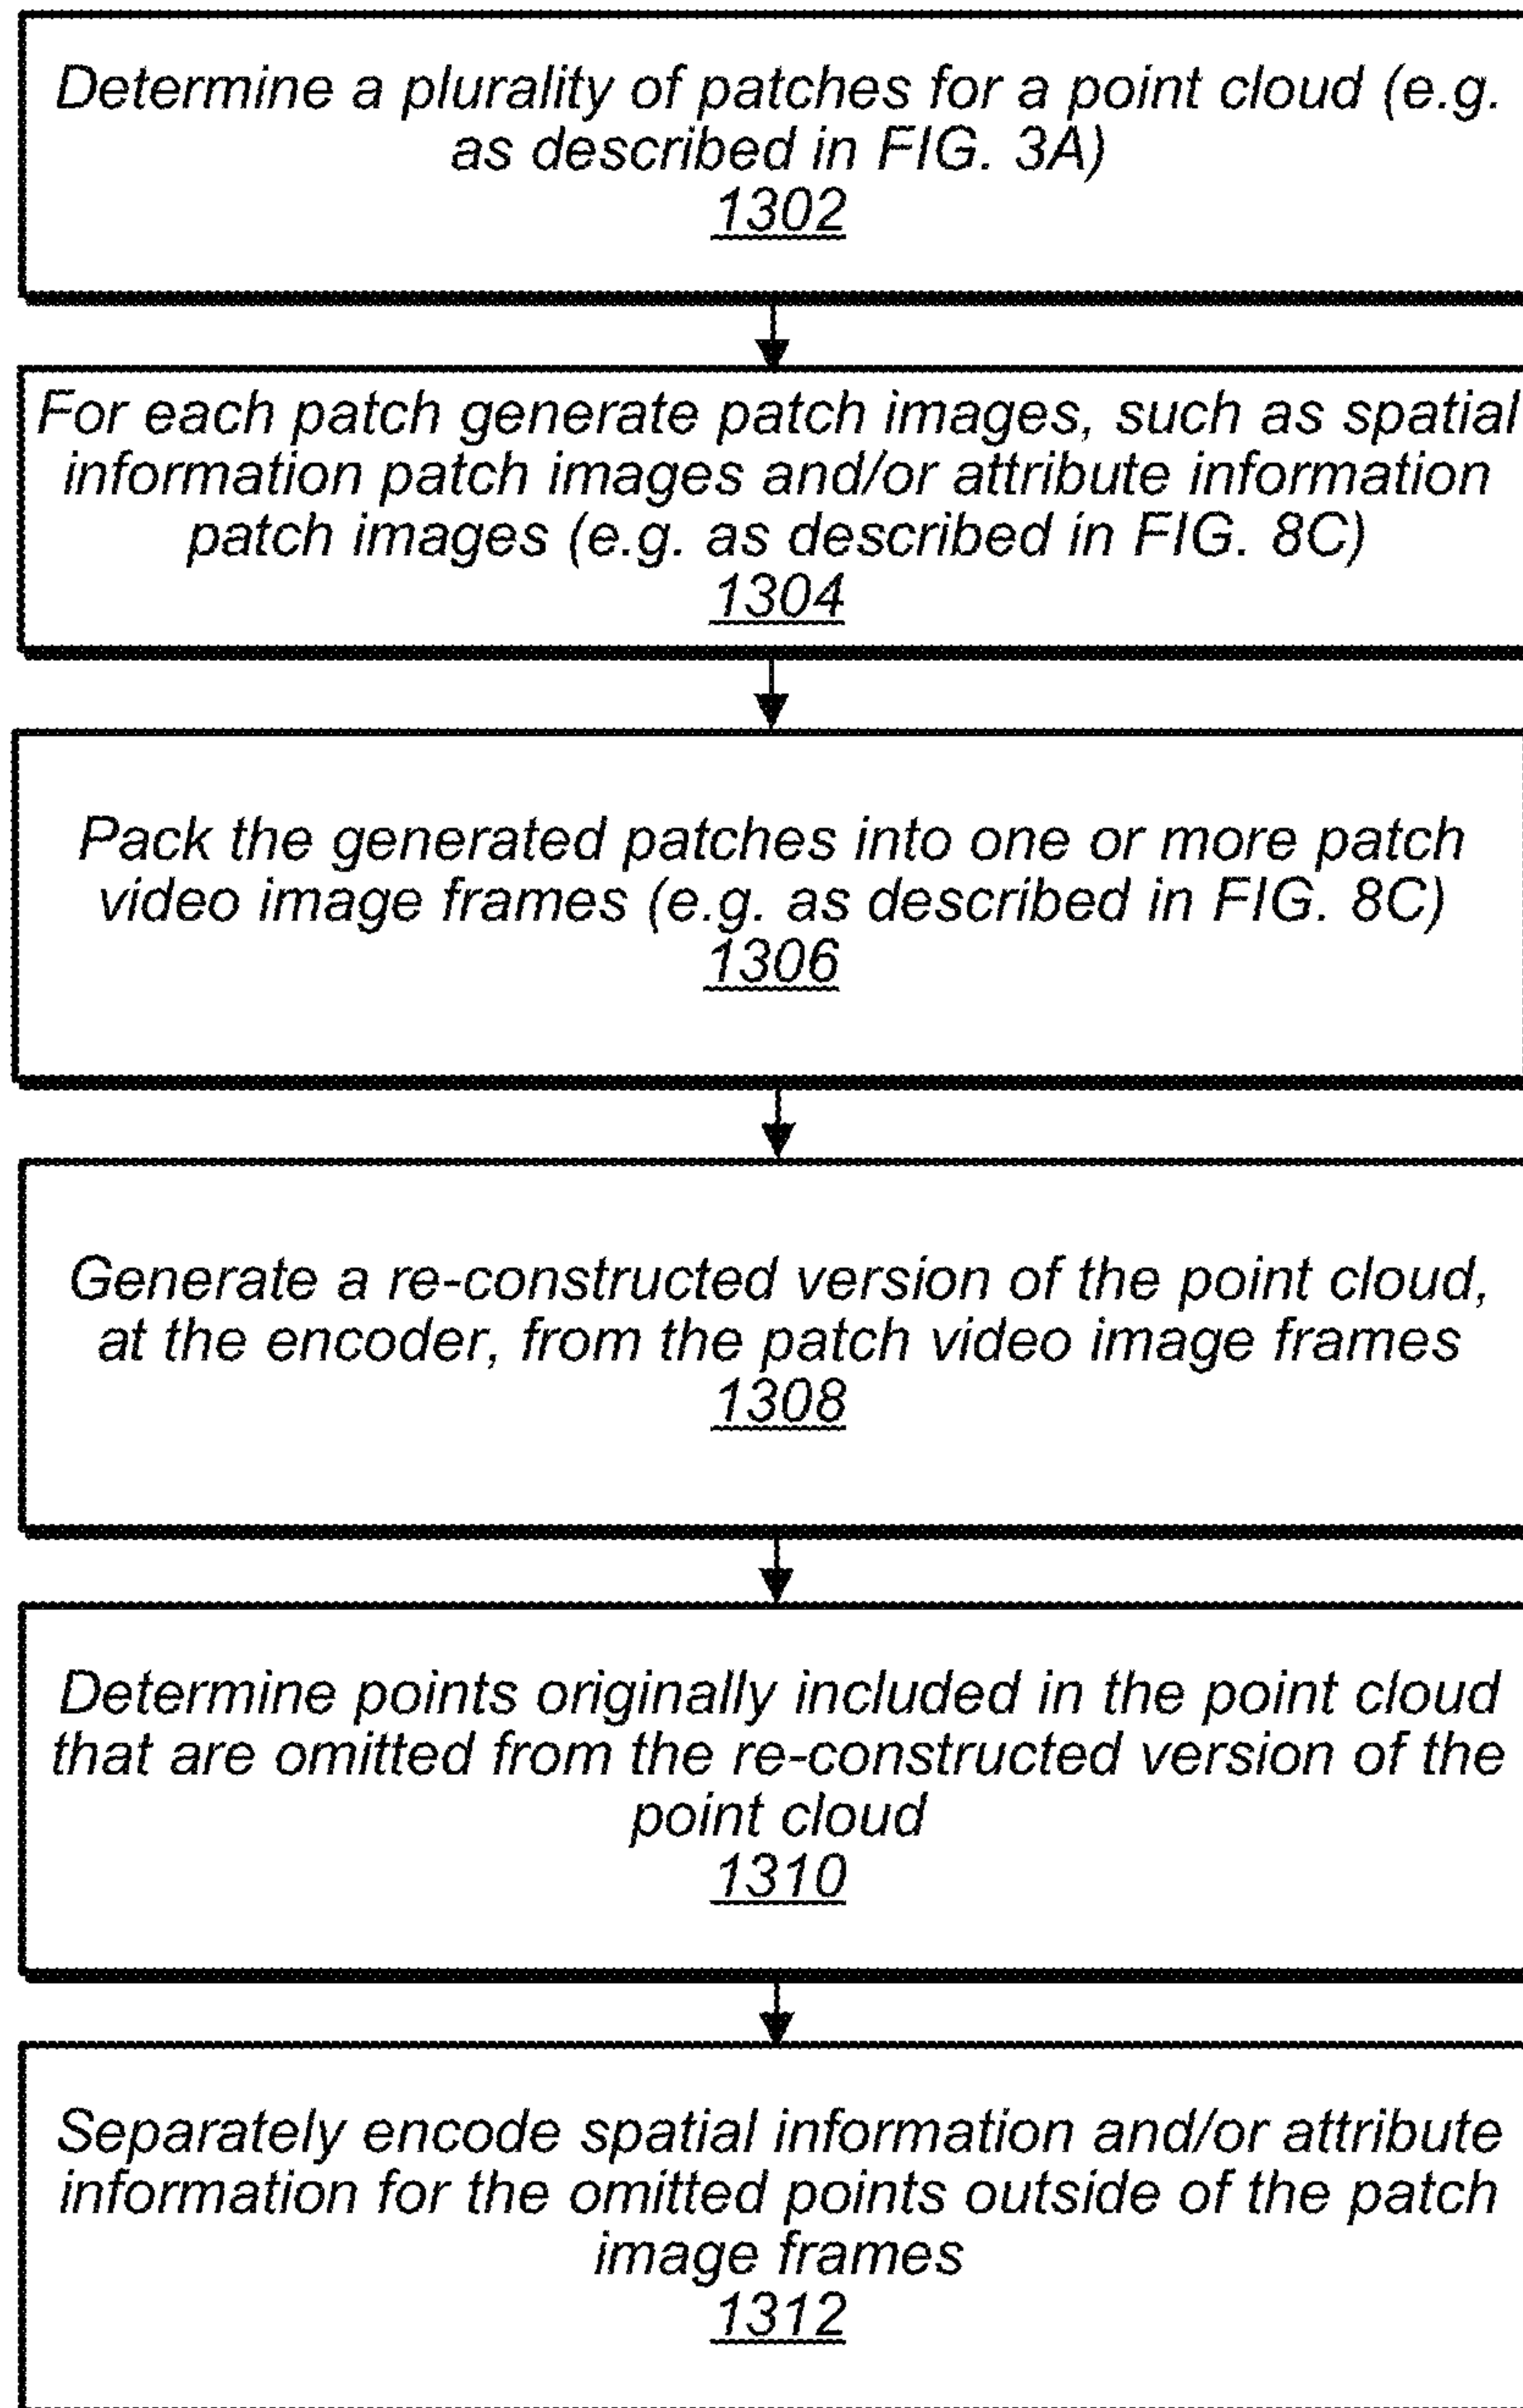 Determine a plurality of patches for a point cloud (e.g.
as described in FIG. 3A)
1302
For each patch generate patch images, such as spatial
information patch images and/or attribute information
patch images (e.g. as described in FIG. 8C)
1304
Pack the generated patches into one or more patch
video image frames (e.g. as described in FIG. 8C)
1306
Generate a re-constructed version of the point cloud,
at the encoder, from the patch video image frames
1308
Determine points originally included in the point cloud
that are omitted from the re-constructed version of the
point cloud
1310
Separately encode spatial information and/or attribute
information for the omitted points outside of the patch
image frames
1312